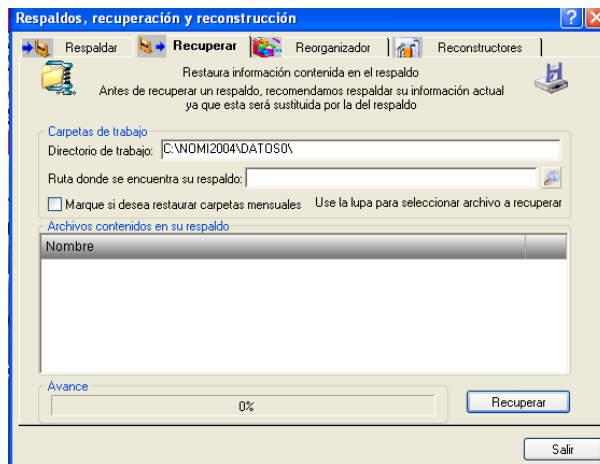 Respaldos, recuperación y reconstrucción
Respaldar Recuperar Reorganizador Reconstructores
Restaura información contenida en el respaldo
Antes de recuperar un respaldo, recomendamos respaldar su información actual
ya que esta será sustituida por la del respaldo
Carpetas de trabajo
Directorio de trabajo: C:\NOMI2004\DATOS0\
Ruta donde se encuentra su respaldo:
Marque si desea restaurar carpetas mensuales Use la lupa para seleccionar archivo a recuperar
Archivos contenidos en su respaldo
Nombre
Avance
0%
Recuperar
Salir